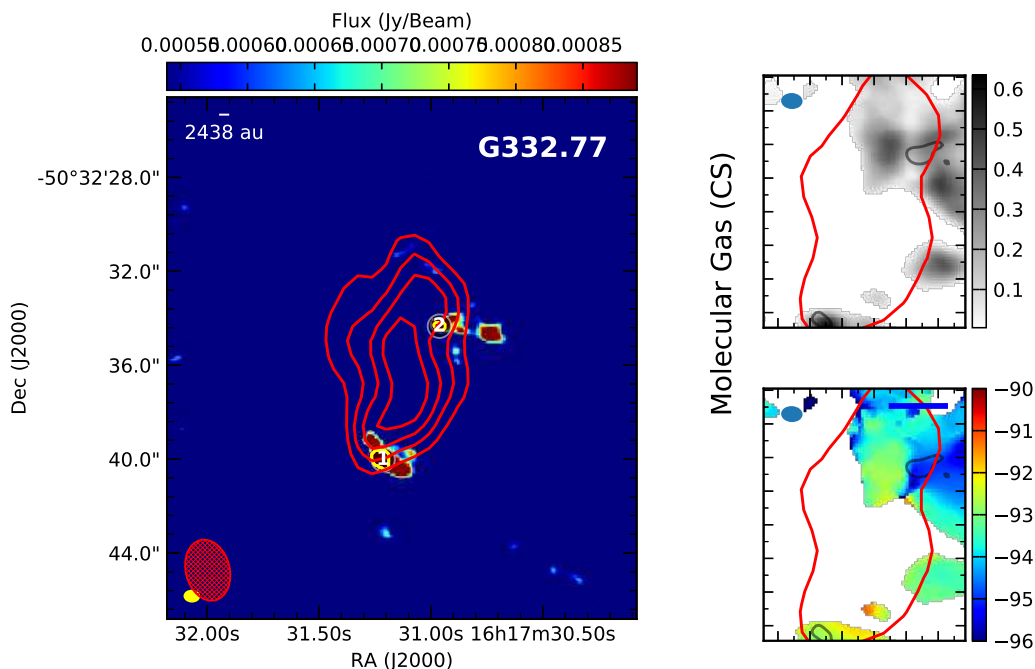 Flux (Jy/Beam)
0.00055 0.00060 0.00065 0.00070 0.00075 0.00080 0.00085
2438 au
G332.77
-50°32'28.0"
32.0"
36.0"
40.0"
44.0"
Dec (J2000)
2
1
32.00s 31.50s 31.00s 16h17m30.50s
RA (J2000)
Molecular Gas (CS)
0.6
0.5
0.4
0.3
0.2
0.1
−90
−91
−92
−93
−94
−95
−96